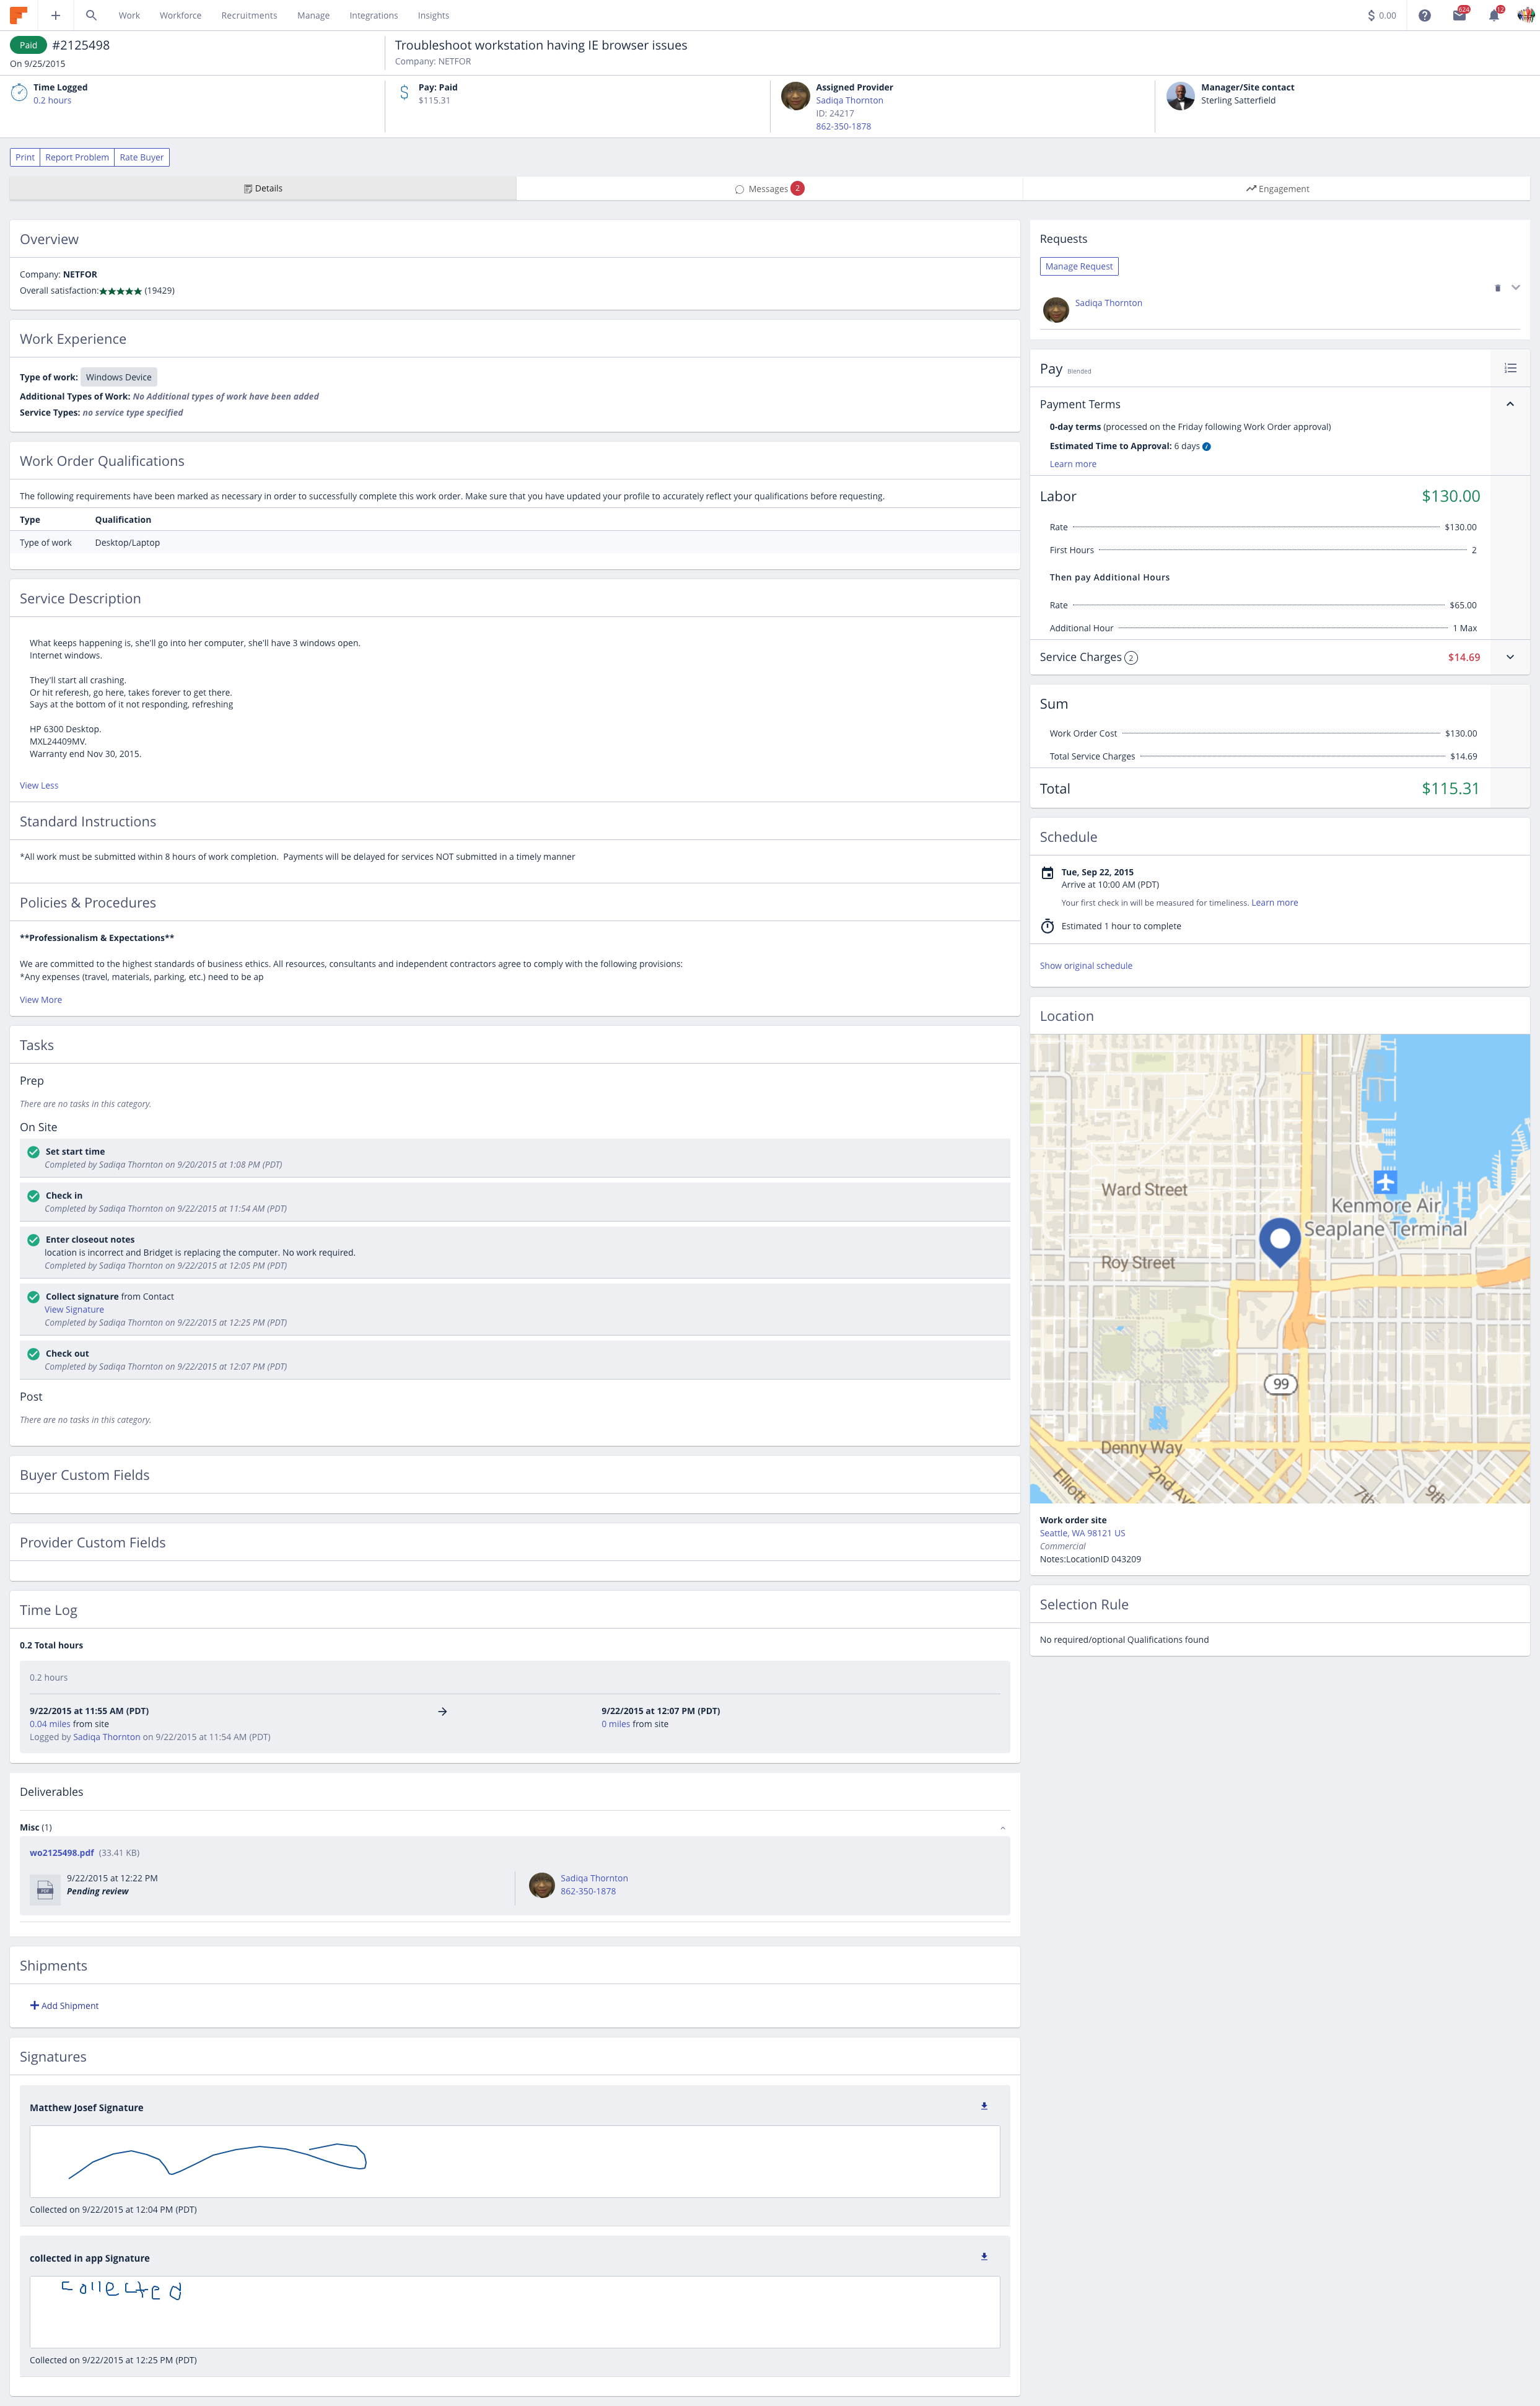 Work Workforce Recruitments Manage Integrations Insights $ 0.00 624 12
Paid #2125498
On 9/25/2015
Troubleshoot workstation having IE browser issues
Company: NETFOR
Time Logged
0.2 hours
Pay: Paid
$115.31
Assigned Provider
Sadiqa Thornton
ID: 24217
862-350-1878
Manager/Site contact
Sterling Satterfield
Print Report Problem Rate Buyer
Details Messages 2 Engagement
Overview
Company: NETFOR
Overall satisfaction:★★★★★ (19429)
Work Experience
Type of work: Windows Device
Additional Types of Work: No Additional types of work have been added
Service Types: no service type specified
Work Order Qualifications
The following requirements have been marked as necessary in order to successfully complete this work order. Make sure that you have updated your profile to accurately reflect your qualifications before requesting.
Type Qualification
Type of work Desktop/Laptop
Service Description
What keeps happening is, she'll go into her computer, she'll have 3 windows open.
Internet windows.
They'll start all crashing.
Or hit referesh, go here, takes forever to get there.
Says at the bottom of it not responding, refreshing
HP 6300 Desktop.
MXL24409MV.
Warranty end Nov 30, 2015.
View Less
Standard Instructions
*All work must be submitted within 8 hours of work completion. Payments will be delayed for services NOT submitted in a timely manner
Policies & Procedures
**Professionalism & Expectations**
We are committed to the highest standards of business ethics. All resources, consultants and independent contractors agree to comply with the following provisions:
*Any expenses (travel, materials, parking, etc.) need to be ap
View More
Tasks
Prep
There are no tasks in this category.
On Site
Set start time
Completed by Sadiqa Thornton on 9/20/2015 at 1:08 PM (PDT)
Check in
Completed by Sadiqa Thornton on 9/22/2015 at 11:54 AM (PDT)
Enter closeout notes
location is incorrect and Bridget is replacing the computer. No work required.
Completed by Sadiqa Thornton on 9/22/2015 at 12:05 PM (PDT)
Collect signature from Contact
View Signature
Completed by Sadiqa Thornton on 9/22/2015 at 12:25 PM (PDT)
Check out
Completed by Sadiqa Thornton on 9/22/2015 at 12:07 PM (PDT)
Post
There are no tasks in this category.
Buyer Custom Fields
Provider Custom Fields
Time Log
0.2 Total hours
0.2 hours
9/22/2015 at 11:55 AM (PDT) 9/22/2015 at 12:07 PM (PDT)
0.04 miles from site 0 miles from site
Logged by Sadiqa Thornton on 9/22/2015 at 11:54 AM (PDT)
Deliverables
Misc (1)
wo2125498.pdf (33.41 KB)
PDF
9/22/2015 at 12:22 PM
Pending review
Sadiqa Thornton
862-350-1878
Shipments
Add Shipment
Signatures
Matthew Josef Signature
Collected on 9/22/2015 at 12:04 PM (PDT)
collected in app Signature
collected
Collected on 9/22/2015 at 12:25 PM (PDT)
Requests
Manage Request
Sadiqa Thornton
Pay Blended
Payment Terms
0-day terms (processed on the Friday following Work Order approval)
Estimated Time to Approval: 6 days
Learn more
Labor $130.00
Rate $130.00
First Hours 2
Then pay Additional Hours
Rate $65.00
Additional Hour 1 Max
Service Charges 2 $14.69
Sum
Work Order Cost $130.00
Total Service Charges $14.69
Total $115.31
Schedule
Tue, Sep 22, 2015
Arrive at 10:00 AM (PDT)
Your first check in will be measured for timeliness. Learn more
Estimated 1 hour to complete
Show original schedule
Location
Ward Street
Kenmore Air
Seaplane Terminal
Roy Street
99
Denny Way
Elliott
2nd Av
7th
9th
Work order site
Seattle, WA 98121 US
Commercial
Notes:LocationID 043209
Selection Rule
No required/optional Qualifications found